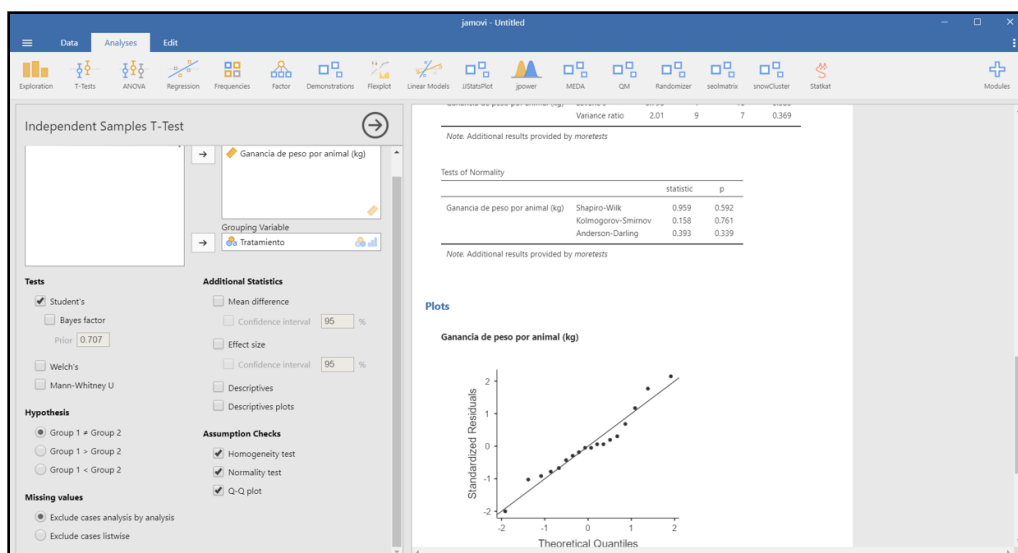 jamovi - Untitled
Data Analyses Edit
Exploration T-Tests ANOVA Regression Frequencies Factor Demonstrations Flexplot Linear Models JJStatsPlot jpower MEDA QM Randomizer seolmatrix snowCluster Statkat Modules
Independent Samples T-Test
Ganancia de peso por animal (kg)
Grouping Variable
Tratamiento
Tests
Student's
Bayes factor
Prior 0.707
Welch's
Mann-Whitney U
Hypothesis
Group 1 ≠ Group 2
Group 1 > Group 2
Group 1 < Group 2
Missing values
Exclude cases analysis by analysis
Exclude cases listwise
Additional Statistics
Mean difference
Confidence interval 95 %
Effect size
Confidence interval 95 %
Descriptives
Descriptives plots
Assumption Checks
Homogeneity test
Normality test
Q-Q plot
Variance ratio 2.01 9 7 0.369
Note. Additional results provided by moretests
Tests of Normality
statistic p
Ganancia de peso por animal (kg) Shapiro-Wilk 0.959 0.592
Kolmogorov-Smirnov 0.158 0.761
Anderson-Darling 0.393 0.339
Note. Additional results provided by moretests
Plots
Ganancia de peso por animal (kg)
Standardized Residuals
2
1
0
-1
-2
-2 -1 0 1 2
Theoretical Quantiles